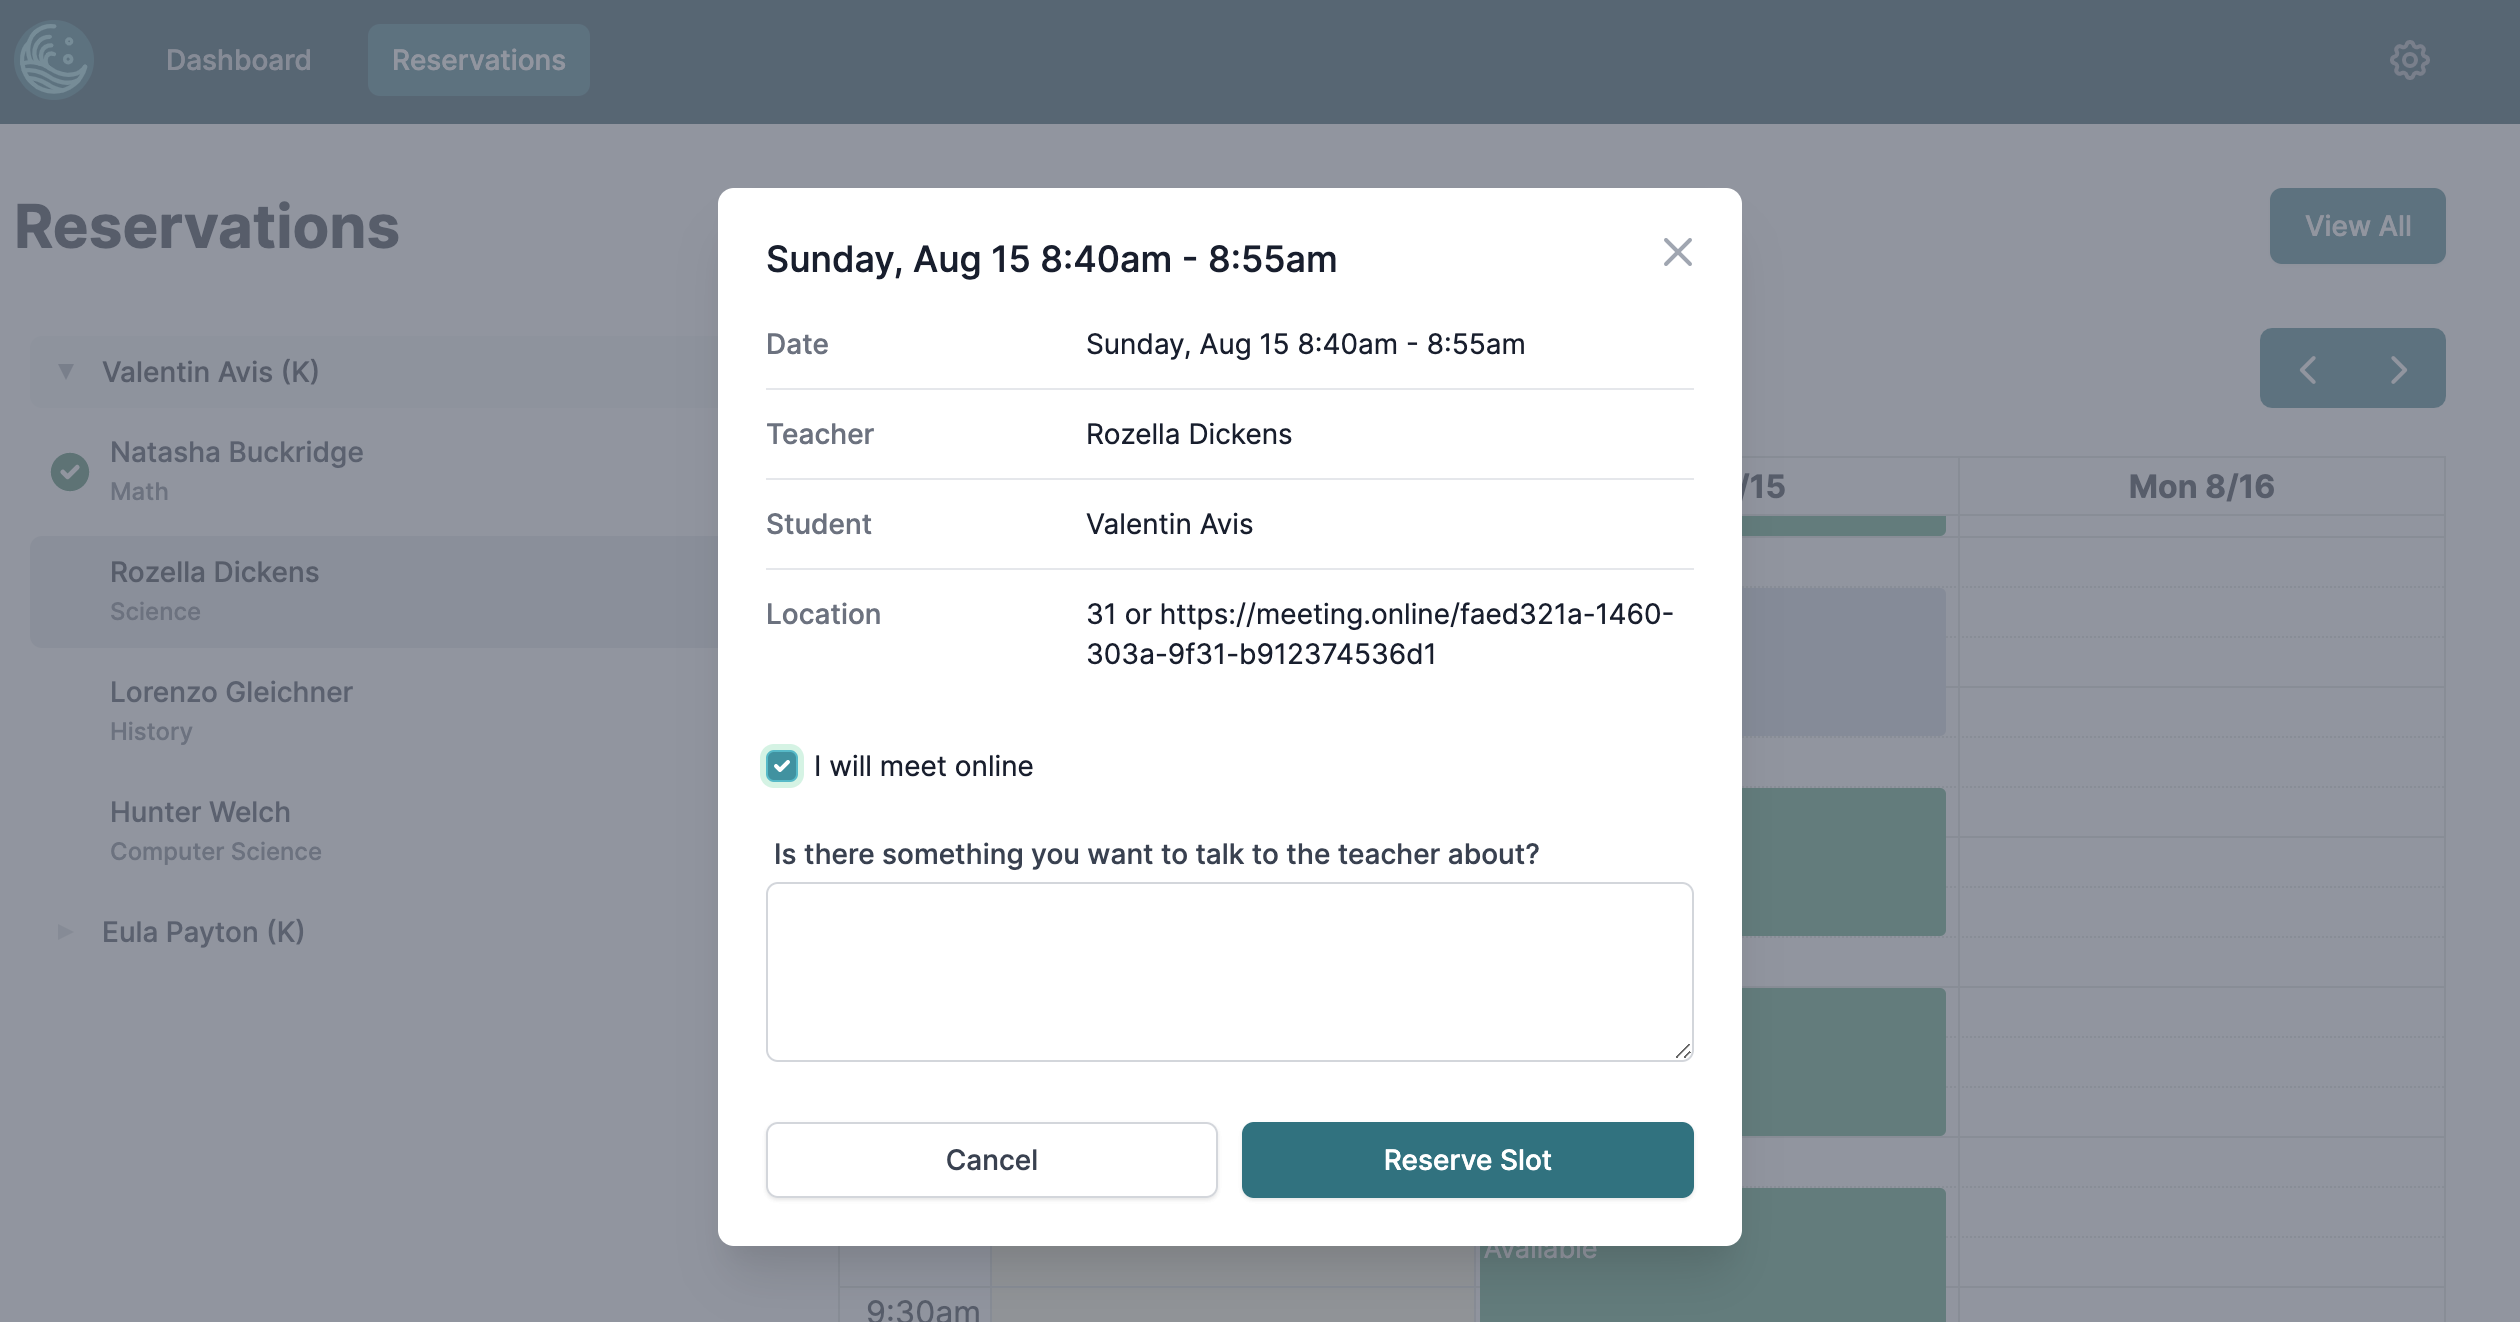 Dashboard
Reservations
Reservations
View All
Valentin Avis (K)
Natasha Buckridge
Math
Rozella Dickens
Science
Lorenzo Gleichner
History
Hunter Welch
Computer Science
Eula Payton (K)
/15
Mon 8/16
Available
9:30am
Sunday, Aug 15 8:40am - 8:55am
Date
Sunday, Aug 15 8:40am - 8:55am
Teacher
Rozella Dickens
Student
Valentin Avis
Location
31 or https://meeting.online/faed321a-1460-
303a-9f31-b912374536d1
I will meet online
Is there something you want to talk to the teacher about?
Cancel
Reserve Slot